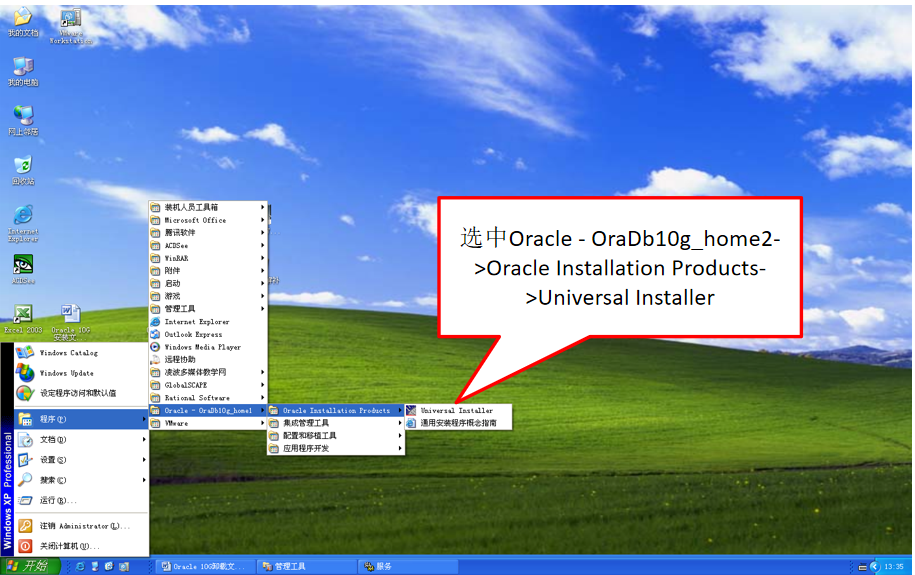 我的文档
VMware Workstation
我的电脑
网上邻居
回收站
Internet Explorer
ACDSee
Excel 2003
Oracle 10G
安装文
装机人员工具箱
Microsoft Office
腾讯软件
ACDSee
WinRAR
附件
启动
游戏
管理工具
Internet Explorer
Outlook Express
Windows Media Player
远程协助
凌波多媒体教学网
GlobalSCAPE
Rational Software
Oracle - OraDb10g_home1
VMware
Oracle Installation Products
集成管理工具
配置和移植工具
应用程序开发
Universal Installer
通用安装程序概念指南
选中Oracle - OraDb10g_home2-
>Oracle Installation Products-
>Universal Installer
Windows Catalog
Windows Update
设定程序访问和默认值
程序(P)
文档(D)
设置(S)
搜索(C)
运行(R)...
注销 Administrator(L)...
关闭计算机(U)...
Windows XP Professional
开始
Oracle 10G卸载文...
管理工具
服务
13:35